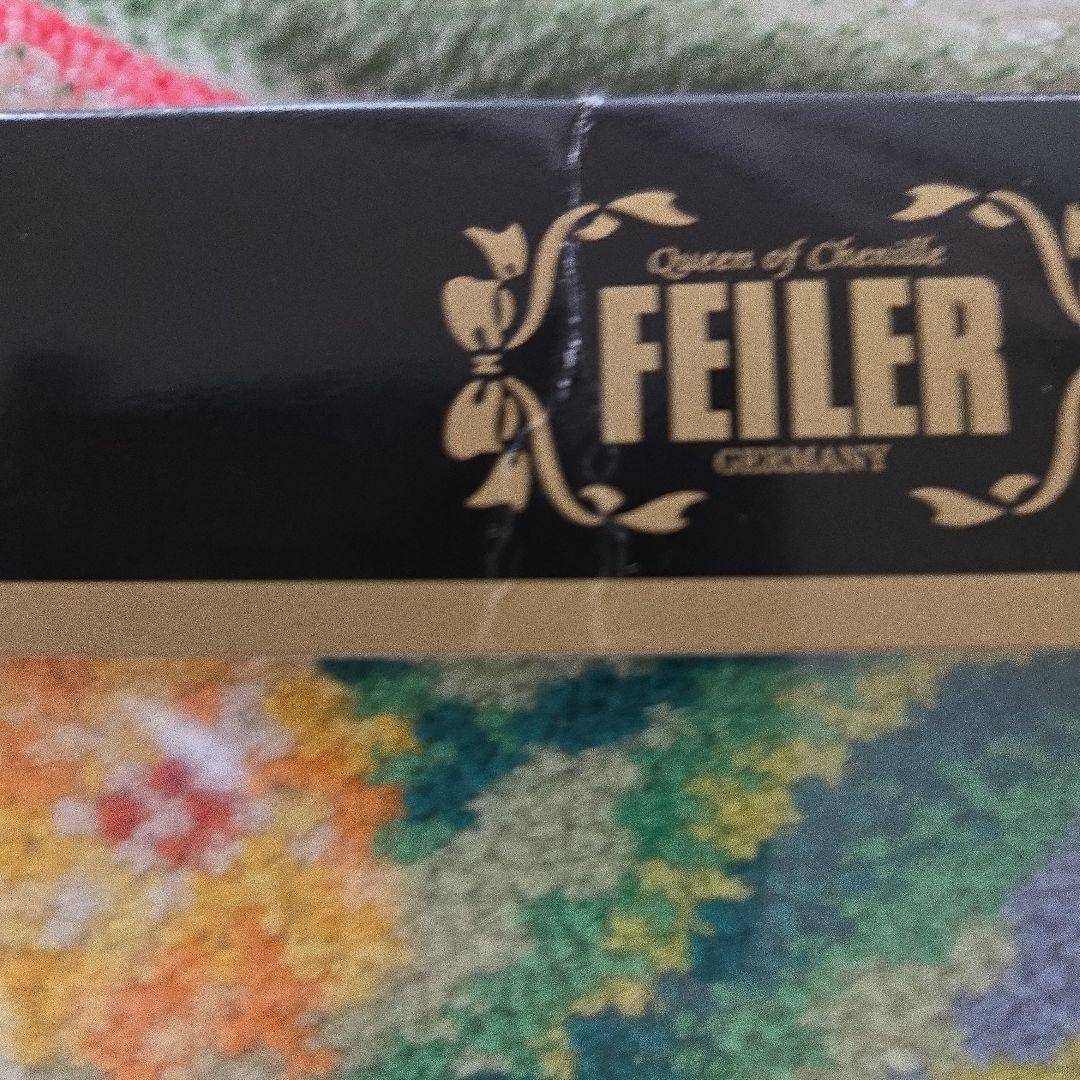 Queen of Chenille
FEILER
GERMANY